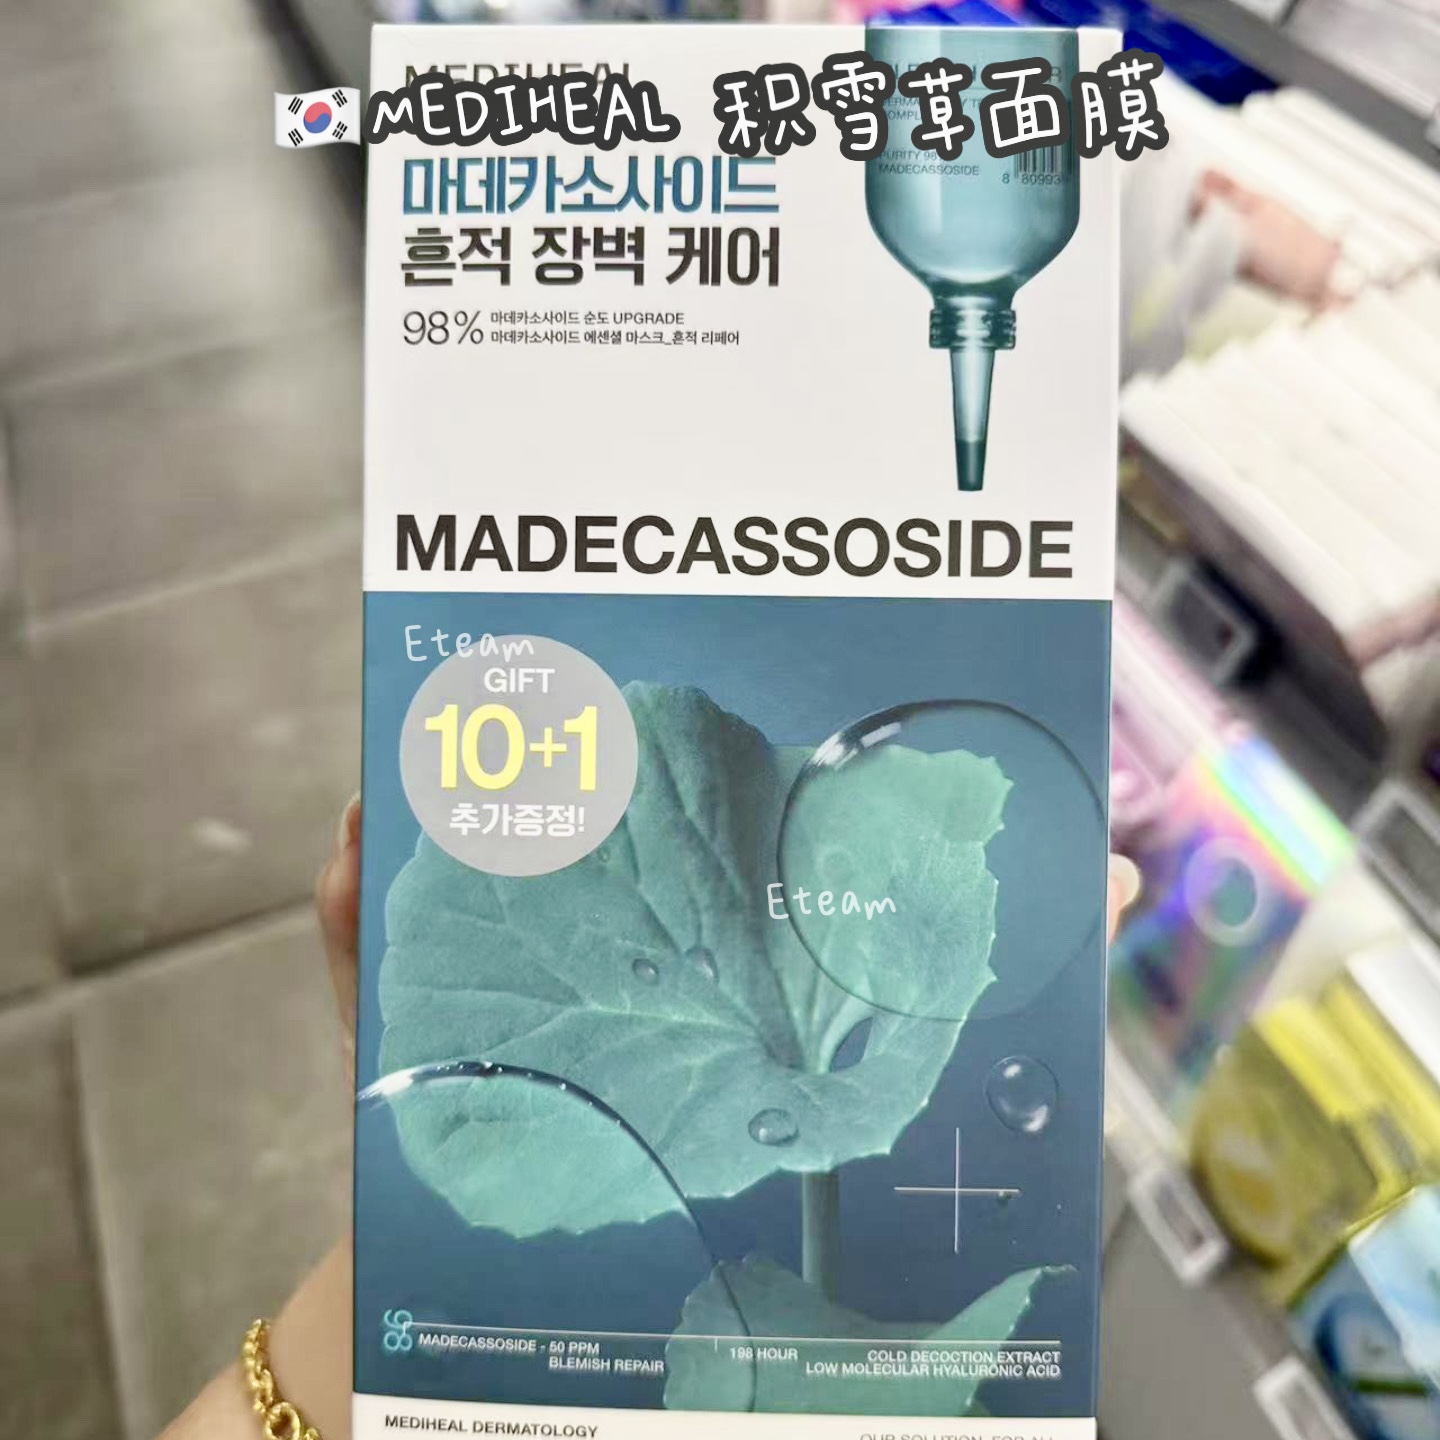 MEDIHEAL 积雪草面膜
MEDIHEAL
PURITY 98
MADECASSOSIDE
마데카소사이드
흔적 장벽 케어
98% 마데카소사이드 순도 UPGRADE
마데카소사이드 에센셜 마스크_흔적 리페어
MADECASSOSIDE
Eteam
GIFT
10+1
추가증정!
Eteam
98
MADECASSOSIDE - 50 PPM
BLEMISH REPAIR
198 HOUR
COLD DECOCTION EXTRACT
LOW MOLECULAR HYALURONIC ACID
MEDIHEAL DERMATOLOGY